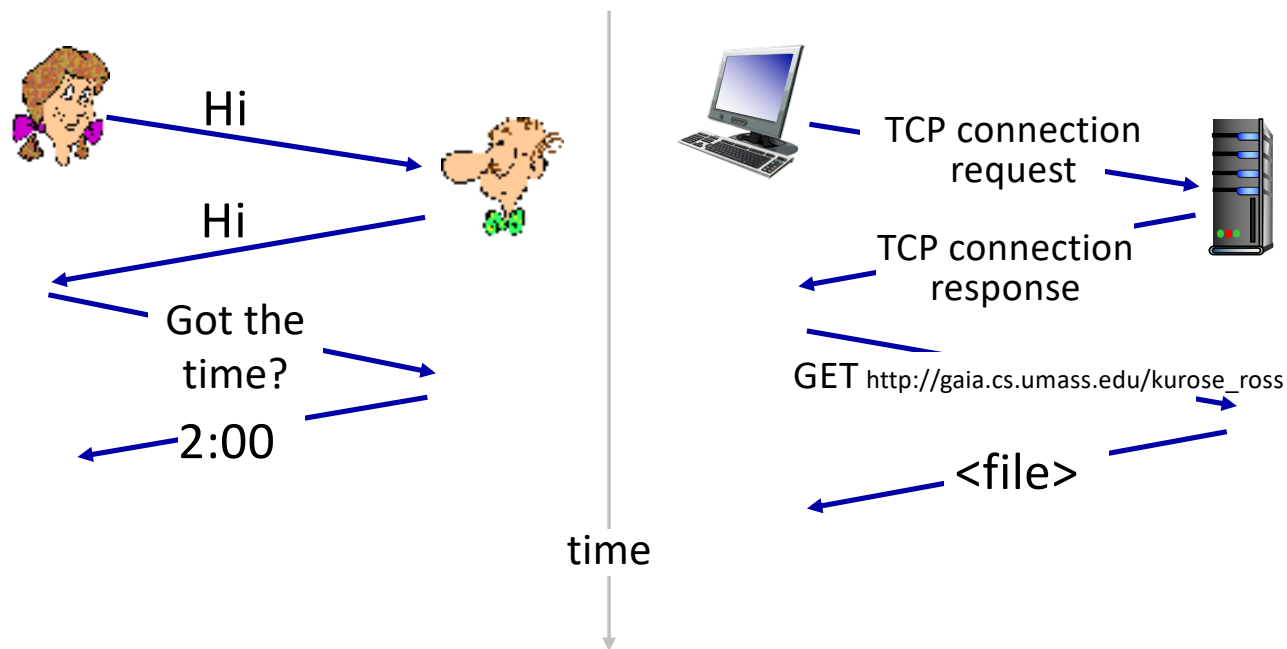 Hi
Hi
Got the
time?
2:00
time
TCP connection
request
TCP connection
response
GET http://gaia.cs.umass.edu/kurose_ross
<file>